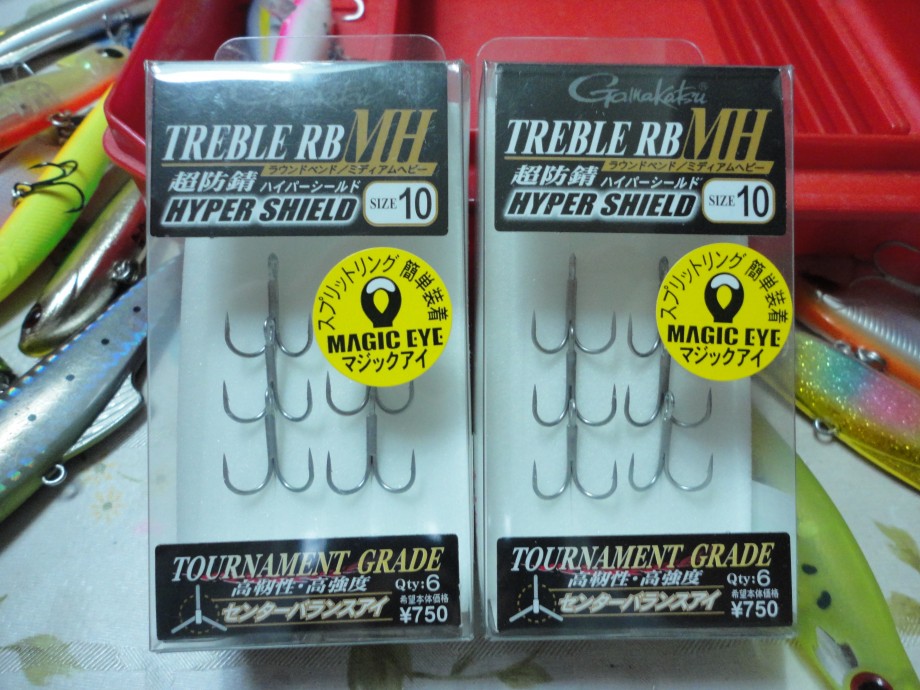 TREBLE RB MH
ラウンドベンド/ミディアムヘビー
超防錆 ハイパーシールド
HYPER SHIELD
SIZE 10
スプリットリング 簡単装着
MAGIC EYE
マジックアイ
TOURNAMENT GRADE
高靱性・高強度
センターバランスアイ
Qty:6
希望本体価格
¥750
Gamakatsu
TREBLE RB MH
ラウンドベンド/ミディアムヘビー
超防錆 ハイパーシールド
HYPER SHIELD
SIZE 10
スプリットリング 簡単装着
MAGIC EYE
マジックアイ
TOURNAMENT GRADE
高靱性・高強度
センターバランスアイ
Qty:6
希望本体価格
¥750